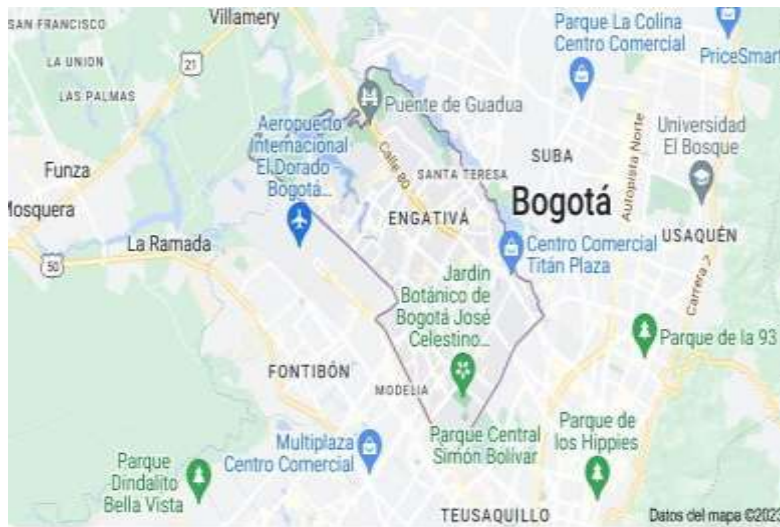 Villamery
SAN FRANCISCO
LA UNION
LAS PALMAS
21
Parque La Colina
Centro Comercial
PriceSmart
Puente de Guadua
Aeropuerto
Internacional
El Dorado -
Bogotá...
Calle 80
Autopista Norte
Universidad
El Bosque
Funza
Mosquera
SANTA TERESA
SUBA
ENGATIVÁ
Bogotá
USAQUÉN
La Ramada
50
Centro Comercial
Titán Plaza
Carrera 7
Jardín
Botánico de
Bogotá José
Celestino...
Parque de la 93
FONTIBÓN
MODELIA
Parque Central
Simón Bolívar
Parque de
los Hippies
Multiplaza
Centro Comercial
Parque
Dindalito
Bella Vista
TEUSAQUILLO
Datos del mapa ©2023